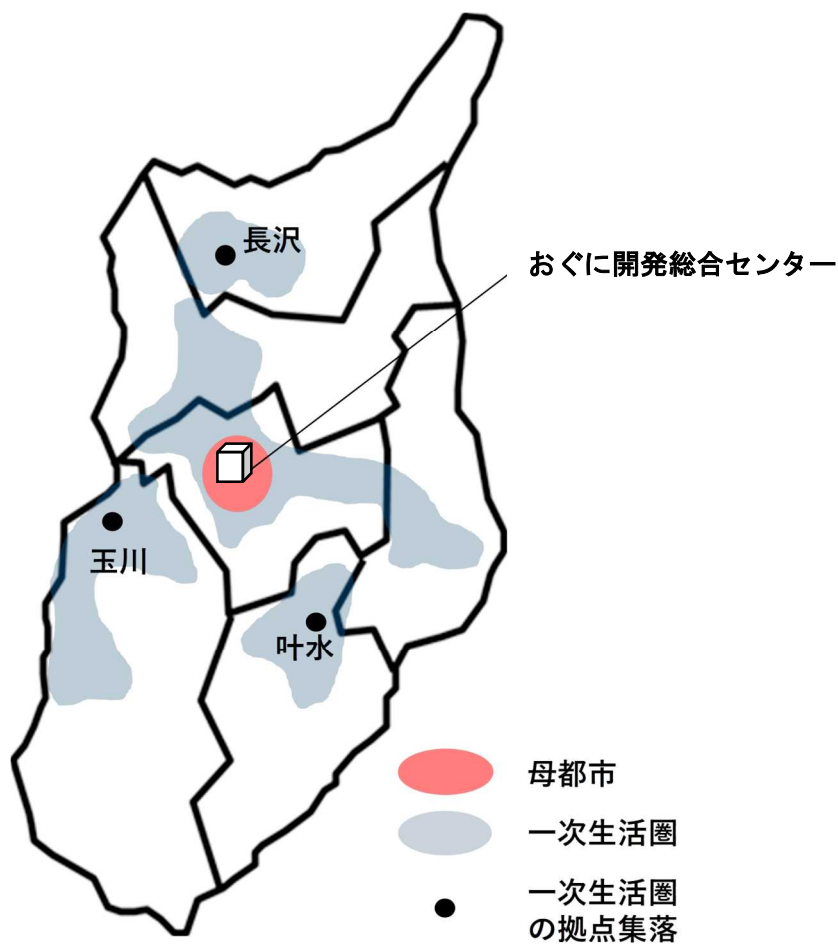 長沢
おぐに開発総合センター
玉川
叶水
母都市
一次生活圏
一次生活圏
の拠点集落